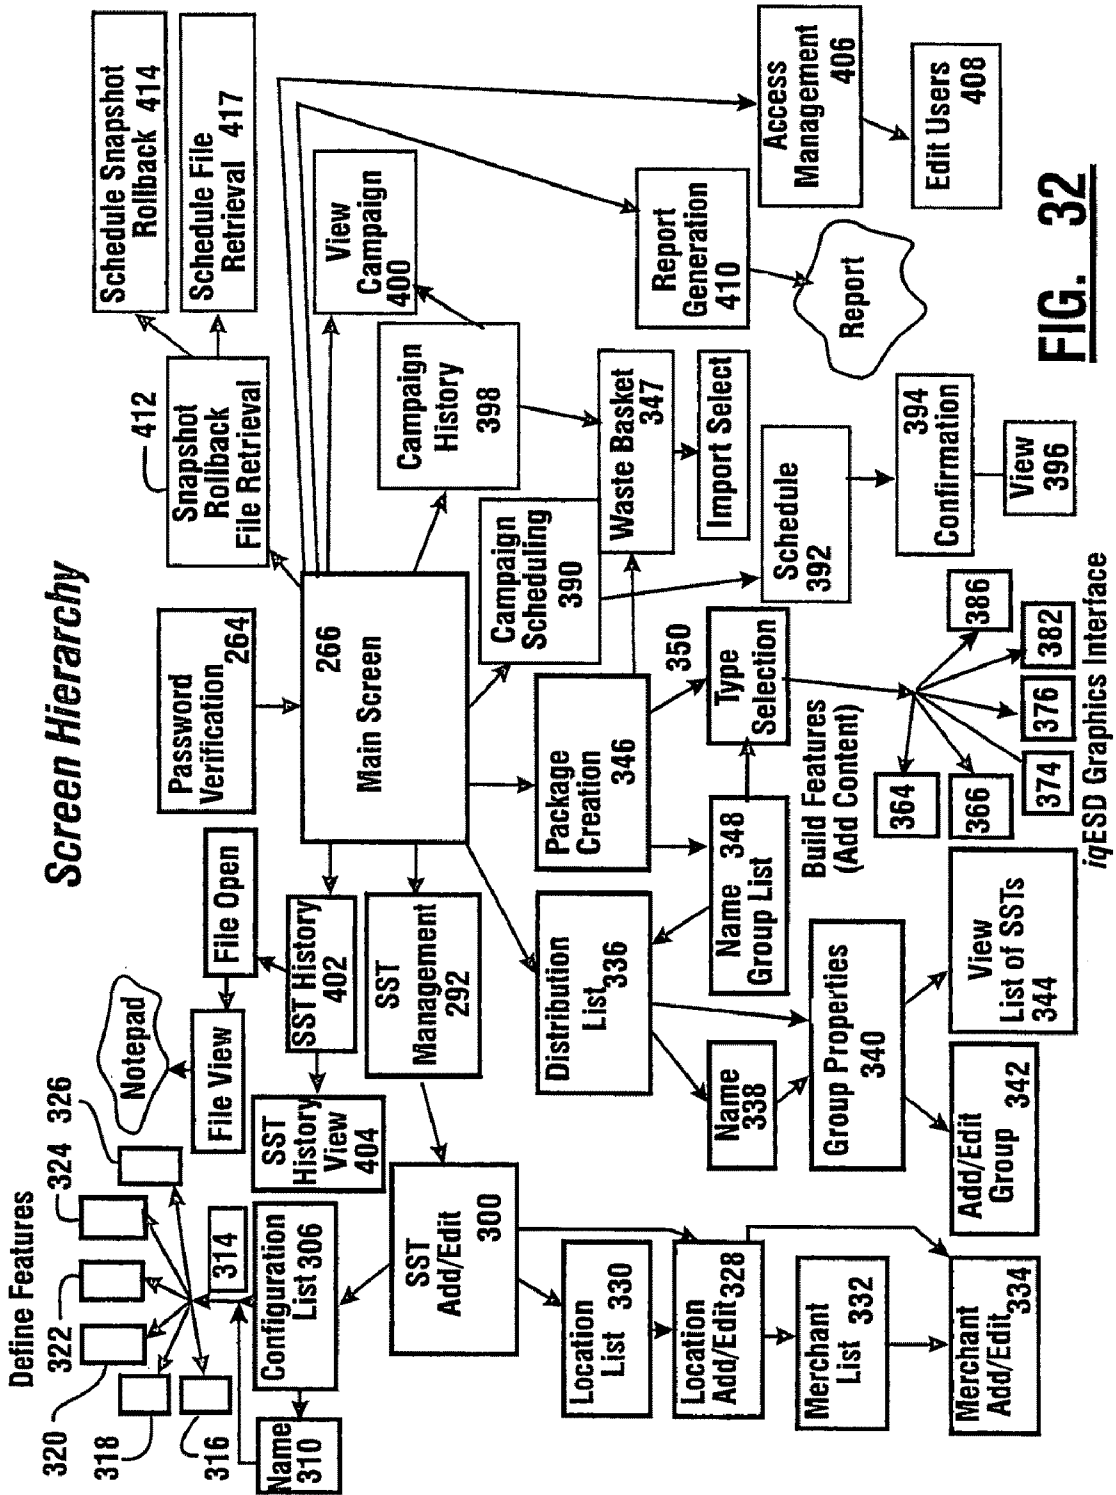 Screen Hierarchy
Define Features
320
322
324
326
318
316
314
Name
310
Configuration
List 306
Notepad
File View
File Open
SST
History
View
404
SST History
402
SST
Management
292
SST
Add/Edit
300
Password
Verification
264
266
Main Screen
412
Snapshot
Rollback
File Retrieval
Schedule Snapshot
Rollback 414
Schedule File
Retrieval 417
View
Campaign
400
Campaign
History
398
Campaign
Scheduling
390
Package
Creation
346
Distribution
List
336
Location
List
330
Location
Add/Edit 328
Merchant
List 332
Merchant
Add/Edit
334
Name
338
Name
348
Group List
350
Type
Selection
Waste Basket
347
Import Select
Report
Generation
410
Report
Access
Management
406
Edit Users
408
Schedule
392
394
Confirmation
View
396
Group Properties
340
Add/Edit
Group
342
View
List of SSTs
344
Build Features
(Add Content)
364
366
374
376
382
386
iqESD Graphics Interface
FIG. 32